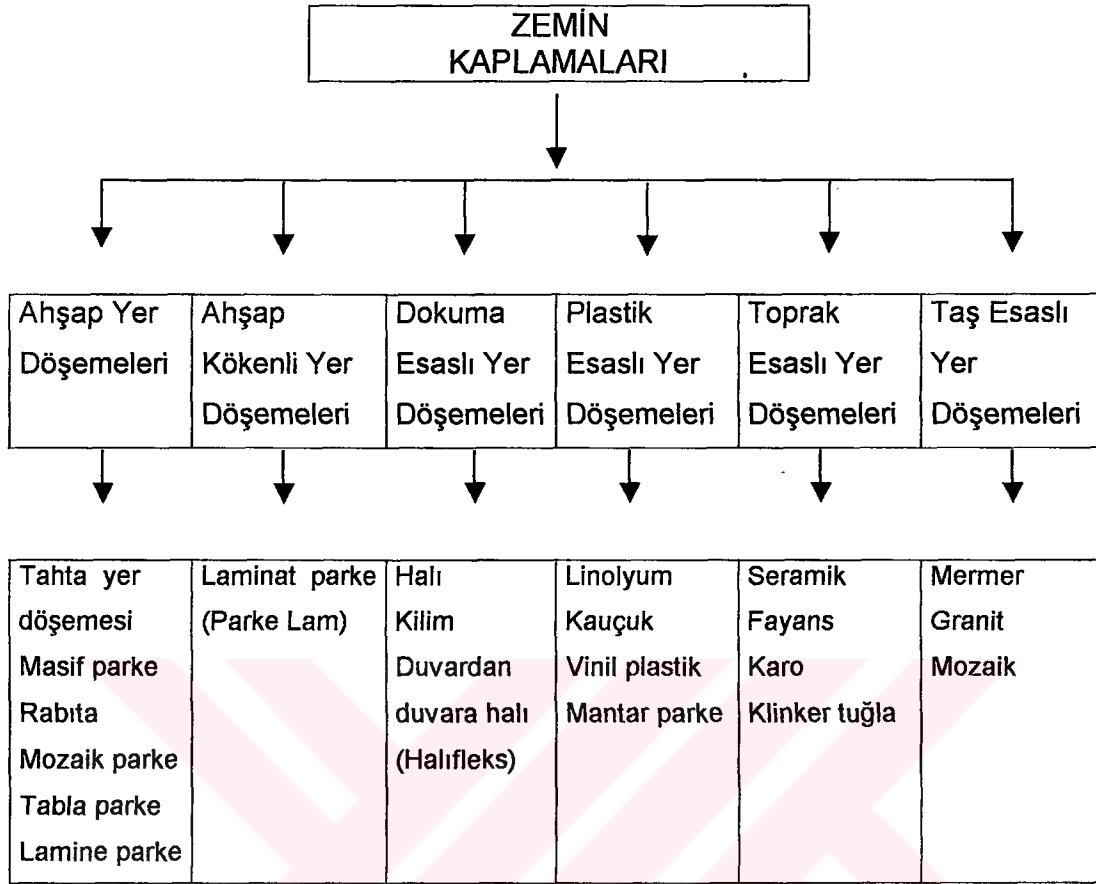 ZEMİN
KAPLAMALARI
Ahşap Yer
Döşemeleri
Ahşap
Kökenli Yer
Döşemeleri
Dokuma
Esaslı Yer
Döşemeleri
Plastik
Esaslı Yer
Döşemeleri
Toprak
Esaslı Yer
Döşemeleri
Taş Esaslı
Yer
Döşemeleri
Tahta yer
döşemesi
Masif parke
Rabıta
Mozaik parke
Tabla parke
Lamine parke
Laminat parke
(Parke Lam)
Halı
Kilim
Duvardan
duvara halı
(Halıfleks)
Linolyum
Kauçuk
Vinil plastik
Mantar parke
Seramik
Fayans
Karo
Klinker tuğla
Mermer
Granit
Mozaik